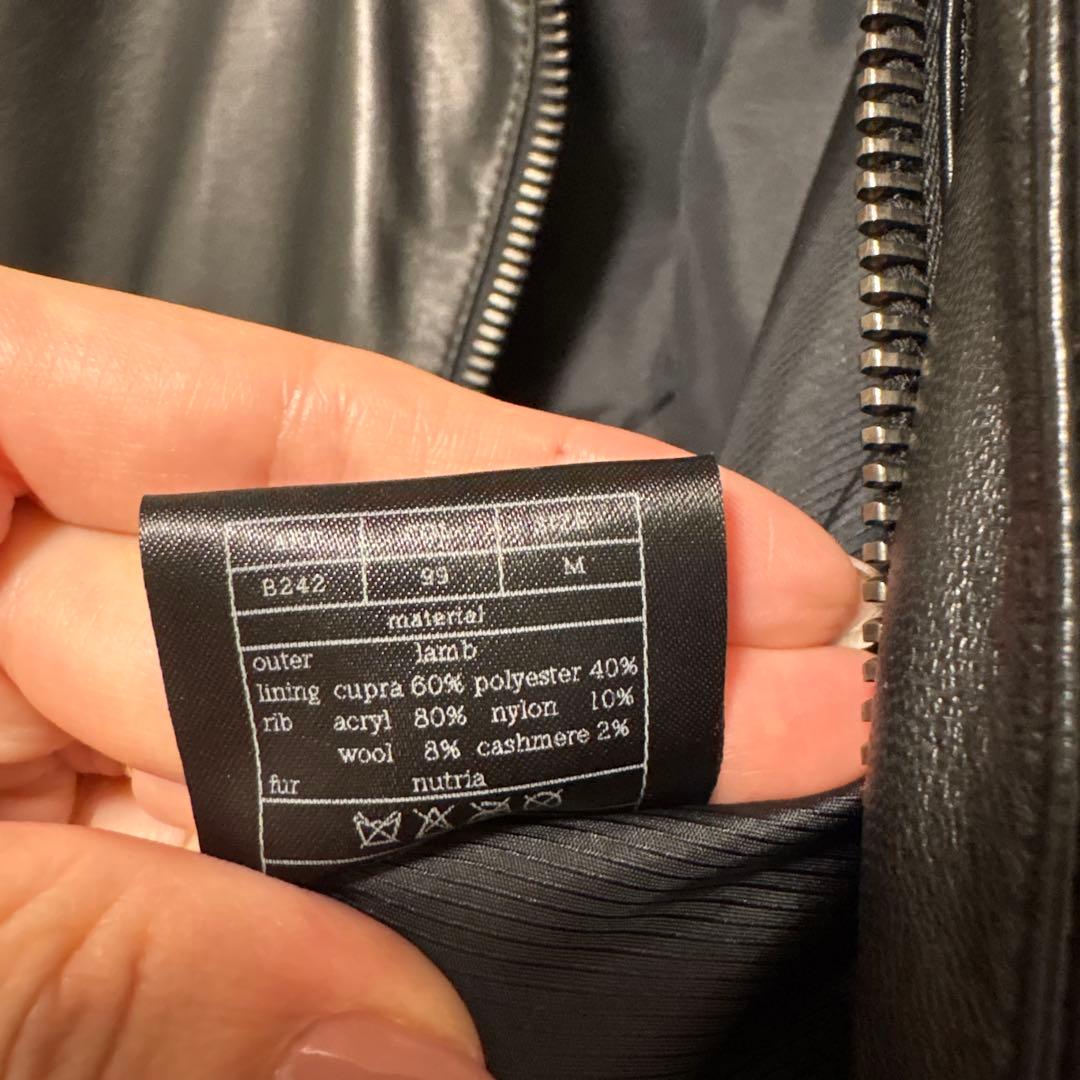 B242 99 M
material
outer lamb
lining cupra 60% polyester 40%
rib acryl 80% nylon 10%
wool 8% cashmere 2%
fur nutria